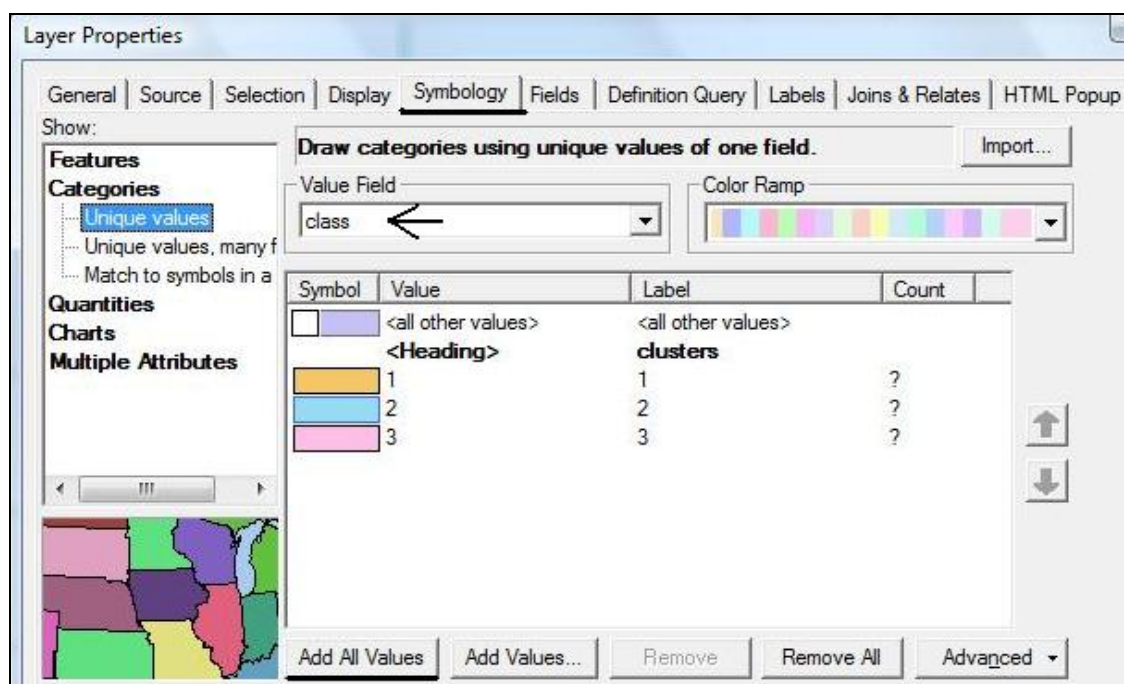 Layer Properties
General Source Selection Display Symbology Fields Definition Query Labels Joins & Relates HTML Popup
Show:
Features
Categories
Unique values
Unique values, many f
Match to symbols in a
Quantities
Charts
Multiple Attributes
Draw categories using unique values of one field.
Import...
Value Field
class
Color Ramp
Symbol Value Label Count
<all other values> <all other values>
<Heading> clusters
1 1 ?
2 2 ?
3 3 ?
Add All Values Add Values... Remove Remove All Advanced